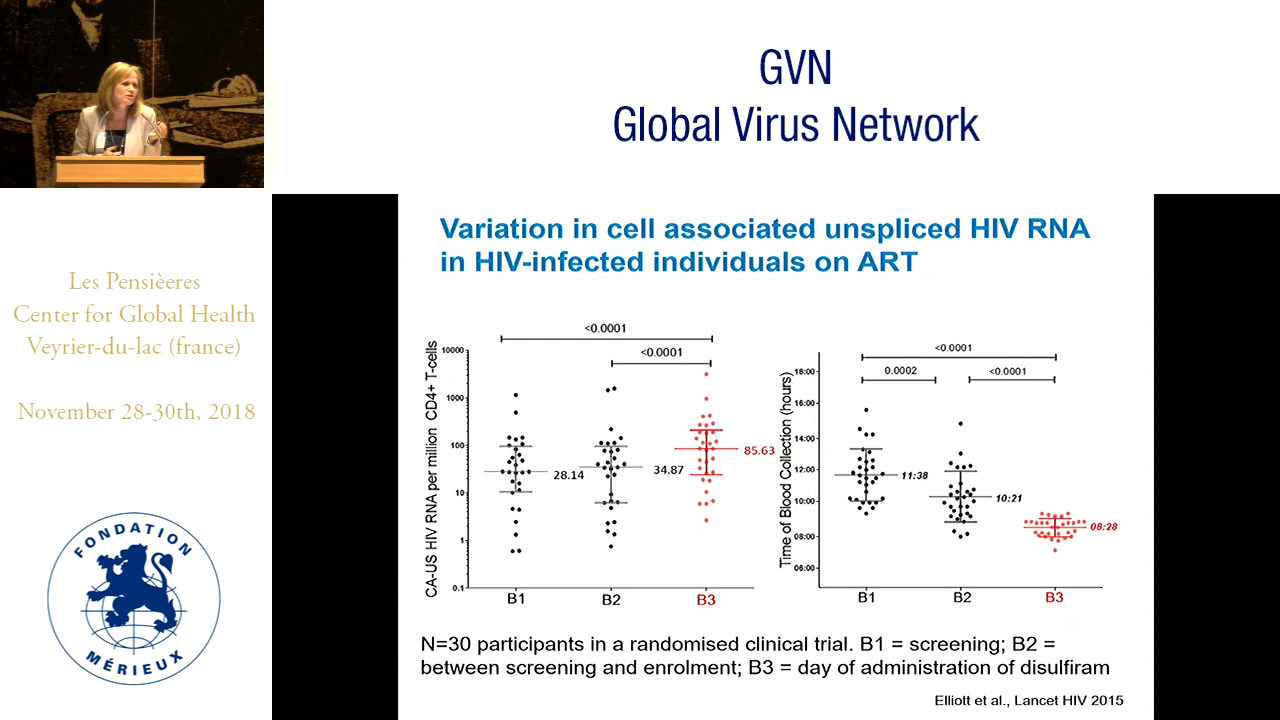 GVN
Global Virus Network
Les Pensièeres
Center for Global Health
Veyrier-du-lac (france)
November 28-30th, 2018
FONDATION
MÉRIEUX
Variation in cell associated unspliced HIV RNA
in HIV-infected individuals on ART
<0.0001
<0.0001
CA-US HIV RNA per million CD4+ T-cells
10000
1000
100
10
1
0.1
28.14
34.87
85.63
B1
B2
B3
<0.0001
0.0002
<0.0001
Time of Blood Collection (hours)
18:00
16:00
14:00
12:00
10:00
08:00
06:00
11:38
10:21
08:28
B1
B2
B3
N=30 participants in a randomised clinical trial. B1 = screening; B2 =
between screening and enrolment; B3 = day of administration of disulfiram
Elliott et al., Lancet HIV 2015